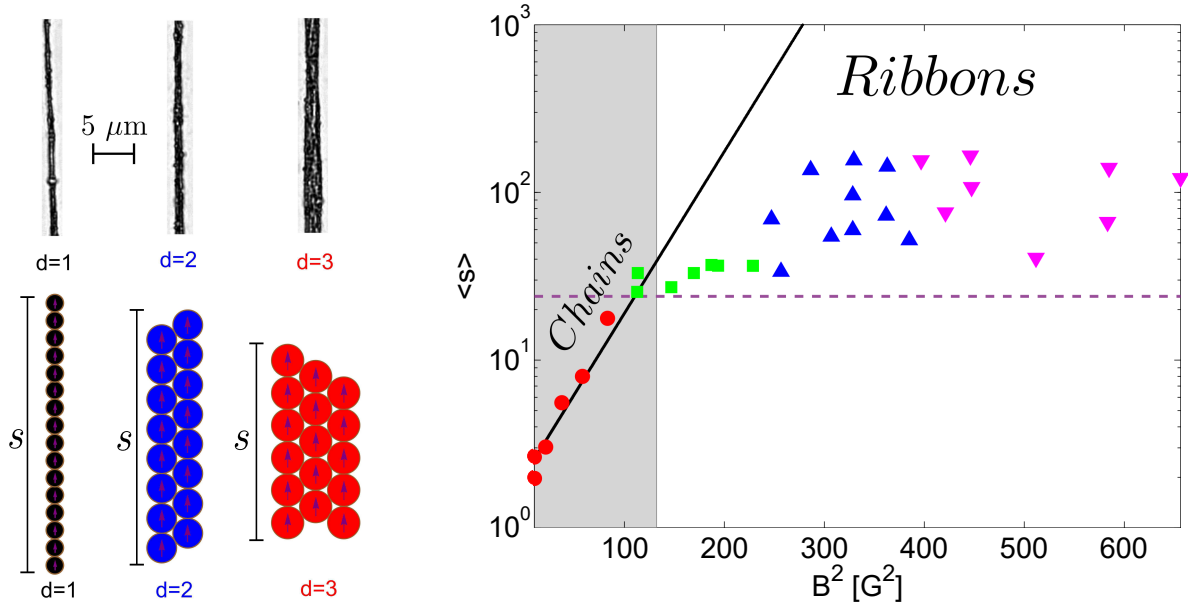 5 μm
d=1
d=2
d=3
s
s
s
d=1
d=2
d=3
10³
10²
10¹
10⁰
<s>
Chains
Ribbons
100
200
300
400
500
600
B² [G²]